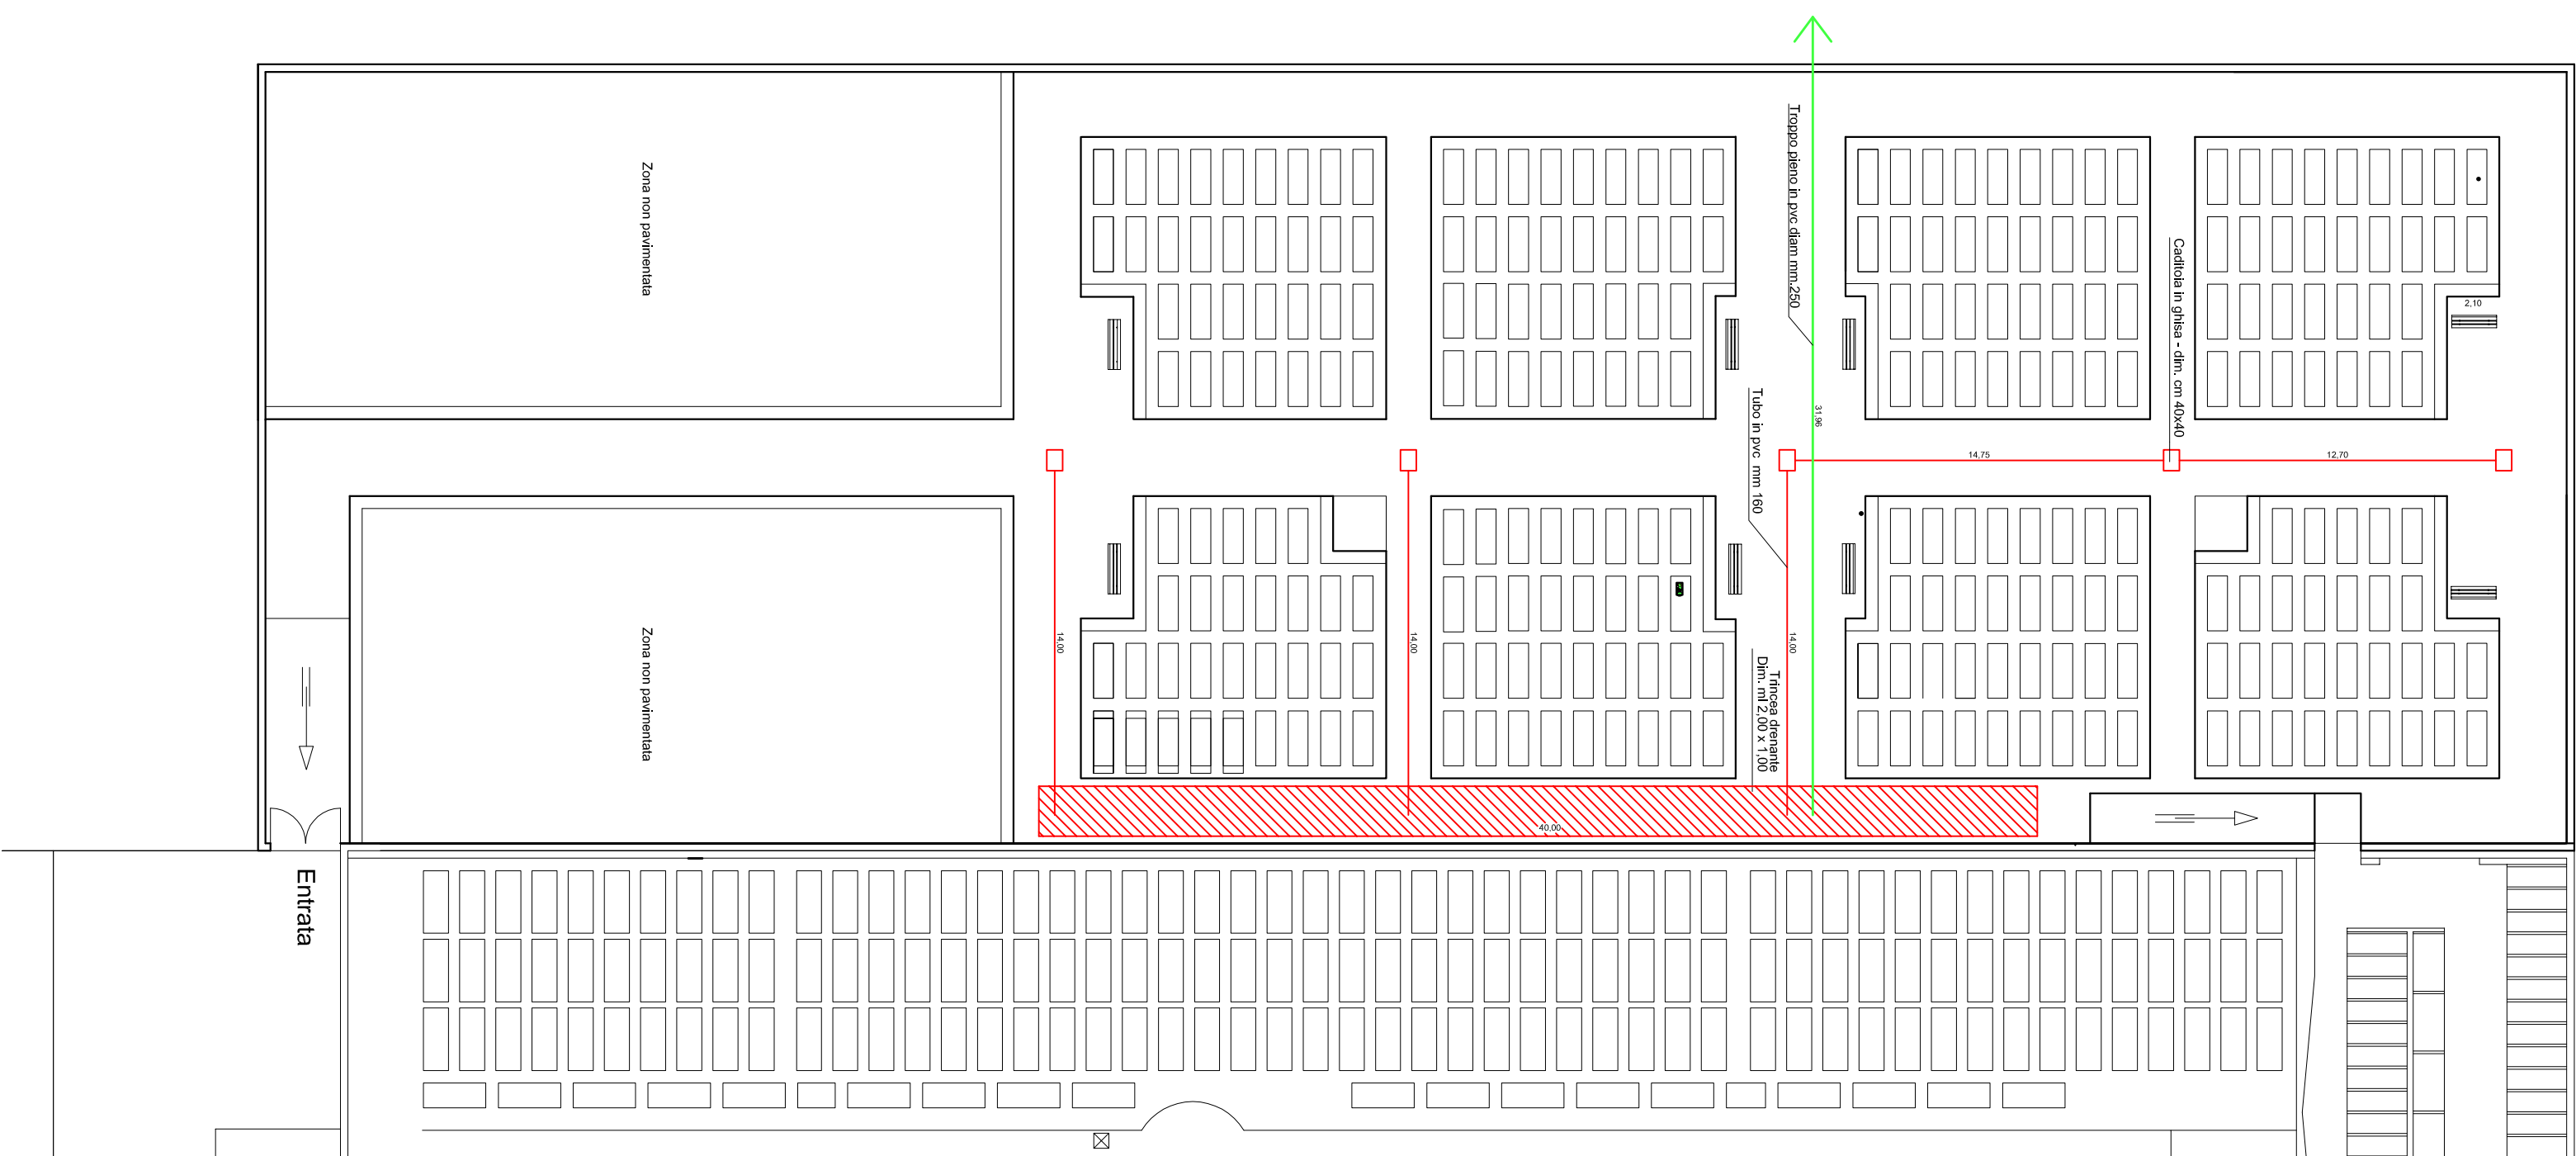 Zona non pavimentata
Troppo pieno in pvc diam mm.250
Caditoia in ghisa - dim. cm 40x40
2,10
31,96
Tubo in pvc mm 160
14,75
12,70
14,00
14,00
14,00
Zona non pavimentata
Trincea drenante
Dim. ml 2,00 x 1,00
40,00
Entrata